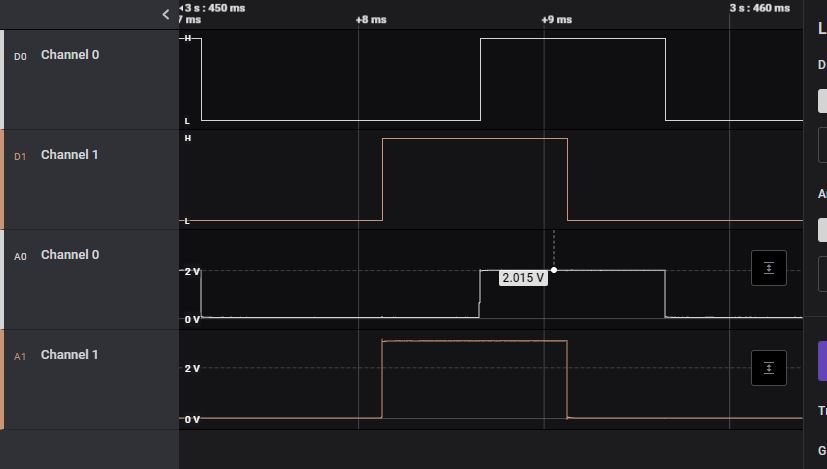 3 s : 450 ms
3 s : 460 ms
7 ms
+8 ms
+9 ms
D0 Channel 0
H
L
D1 Channel 1
H
L
A0 Channel 0
2 V
2.015 V
0 V
A1 Channel 1
2 V
0 V
L
D
A
T
G